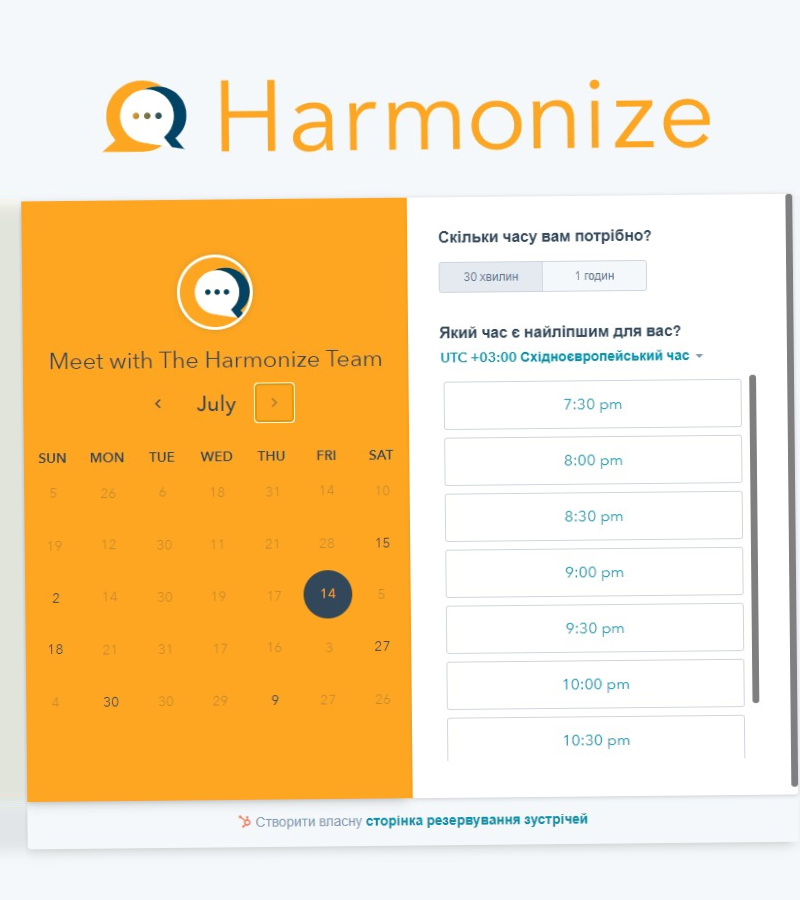 Harmonize
Meet with The Harmonize Team
July
SUN MON TUE WED THU FRI SAT
5 26 6 18 31 14 10
19 12 30 11 21 28 15
2 14 30 19 17 14 5
18 21 31 17 16 3 27
4 30 30 29 9 27 26
Скільки часу вам потрібно?
30 хвилин 1 годин
Який час є найліпшим для вас?
UTC +03:00 Східноєвропейський час
7:30 pm
8:00 pm
8:30 pm
9:00 pm
9:30 pm
10:00 pm
10:30 pm
Створити власну сторінка резервування зустрічей